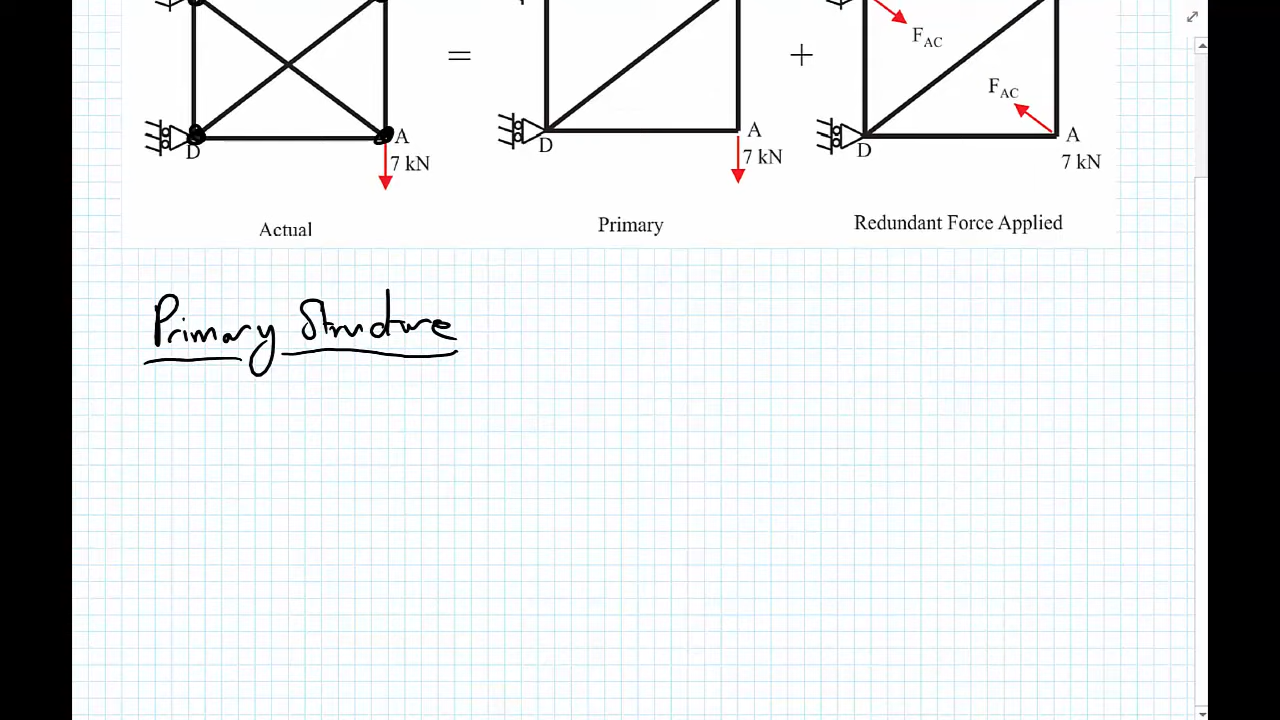 =
+
F_AC
F_AC
D
A
D
A
D
A
7 kN
7 kN
7 kN
Actual
Primary
Redundant Force Applied
Primary Structure